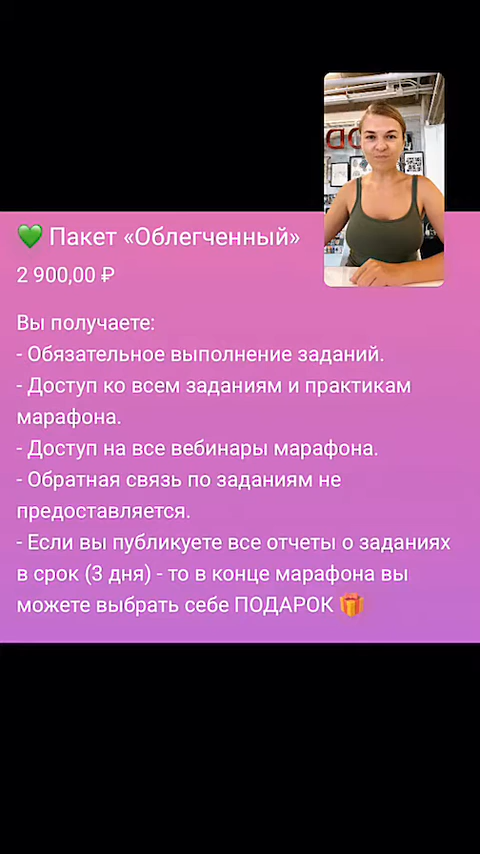 💚 Пакет «Облегченный»
2 900,00 ₽
Вы получаете:
- Обязательное выполнение заданий.
- Доступ ко всем заданиям и практикам
марафона.
- Доступ на все вебинары марафона.
- Обратная связь по заданиям не
предоставляется.
- Если вы публикуете все отчеты о заданиях
в срок (3 дня) - то в конце марафона вы
можете выбрать себе ПОДАРОК 🎁